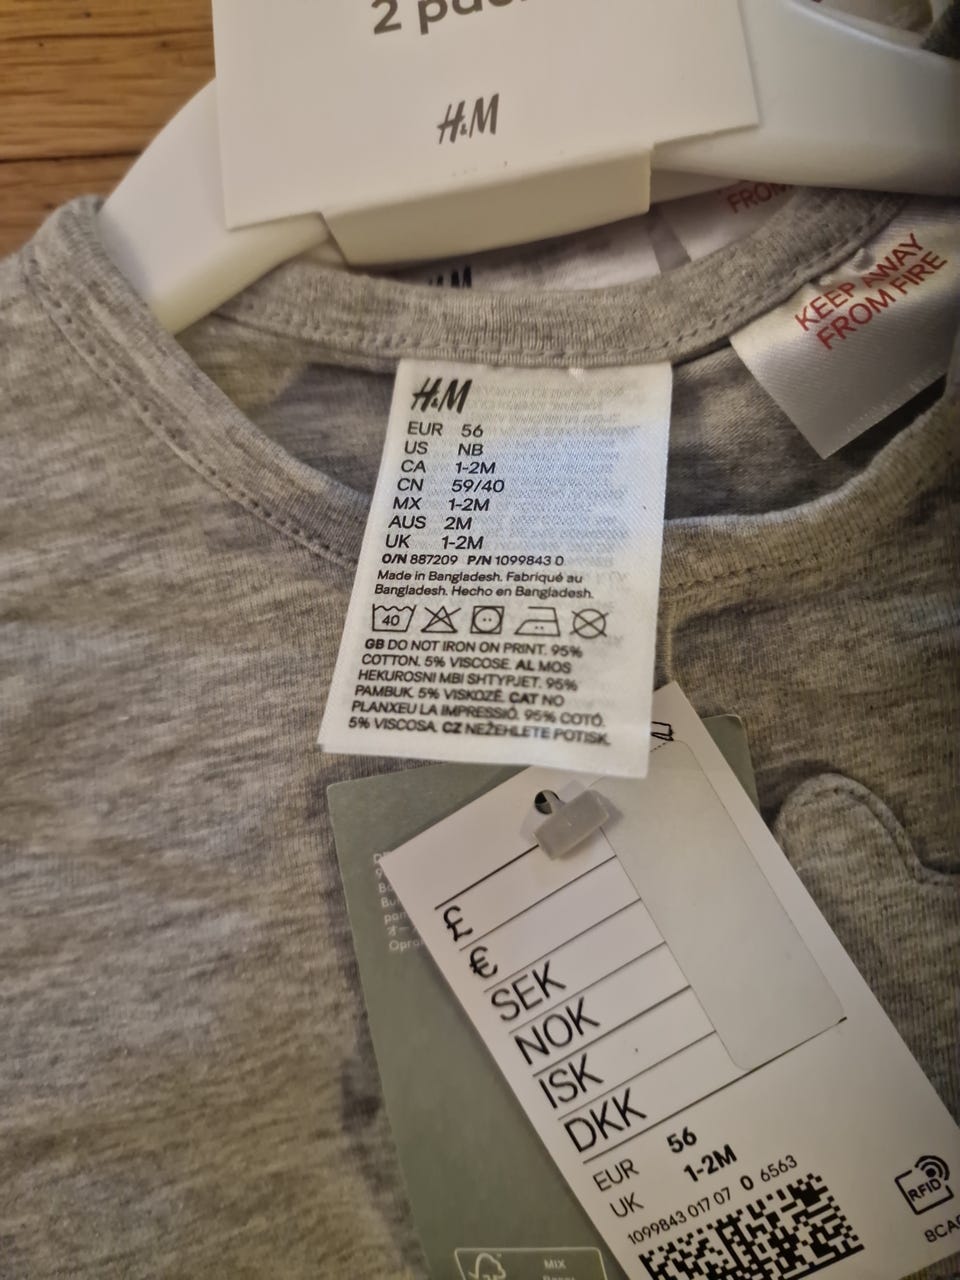 2 pac
H&M
FROM
H&M
KEEP AWAY
FROM FIRE
H&M
EUR 56
US NB
CA 1-2M
CN 59/40
MX 1-2M
AUS 2M
UK 1-2M
O/N 887209 P/N 1099843 0
Made in Bangladesh. Fabriqué au
Bangladesh. Hecho en Bangladesh.
40
GB DO NOT IRON ON PRINT. 95%
COTTON. 5% VISCOSE. AL MOS
HEKUROSNI MBI SHTYPJET. 95%
PAMBUK. 5% VISKOZË. CAT NO
PLANXEU LA IMPRESSIÓ. 95% COTÓ.
5% VISCOSA. CZ NEŽEHLETE POTISK.
£
€
SEK
NOK
ISK
DKK
EUR 56
UK 1-2M
1099843 017 07 0 6563
RFID
MIX